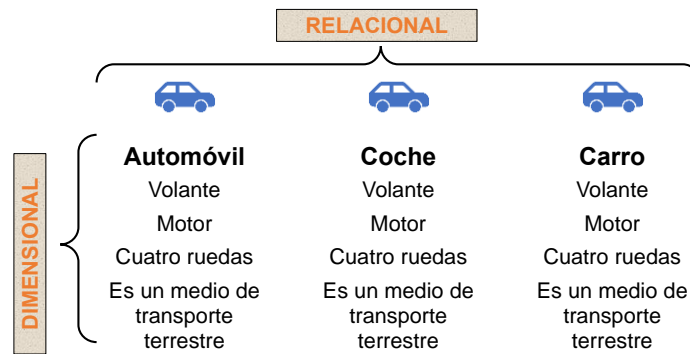 RELACIONAL
DIMENSIONAL
Automóvil
Volante
Motor
Cuatro ruedas
Es un medio de
transporte
terrestre
Coche
Volante
Motor
Cuatro ruedas
Es un medio de
transporte
terrestre
Carro
Volante
Motor
Cuatro ruedas
Es un medio de
transporte
terrestre